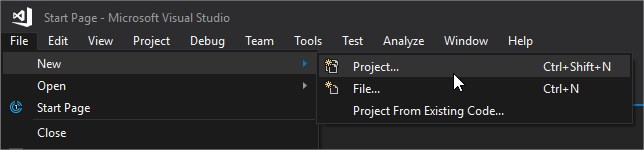 Start Page - Microsoft Visual Studio
File Edit View Project Debug Team Tools Test Analyze Window Help
New Project... Ctrl+Shift+N
Open File... Ctrl+N
Start Page Project From Existing Code...
Close